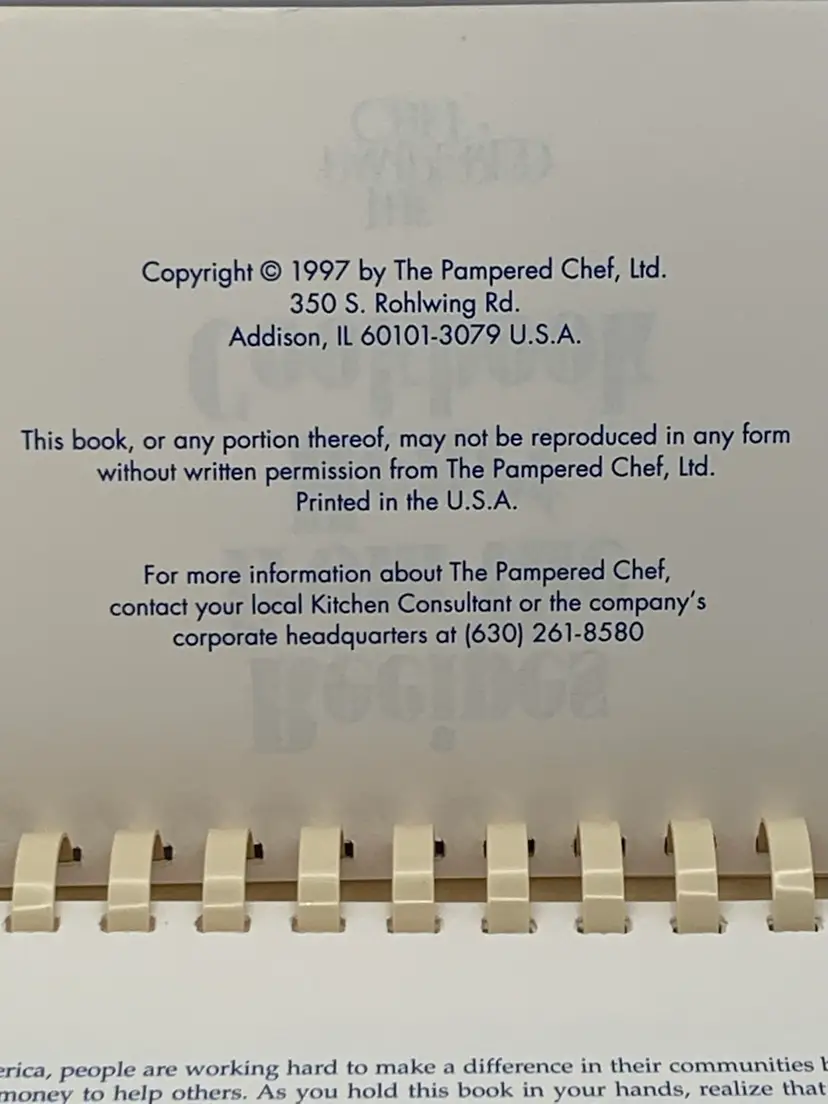 Copyright © 1997 by The Pampered Chef, Ltd.
350 S. Rohlwing Rd.
Addison, IL 60101-3079 U.S.A.
This book, or any portion thereof, may not be reproduced in any form
without written permission from The Pampered Chef, Ltd.
Printed in the U.S.A.
For more information about The Pampered Chef,
contact your local Kitchen Consultant or the company's
corporate headquarters at (630) 261-8580
erica, people are working hard to make a difference in their communities b
money to help others. As you hold this book in your hands, realize that